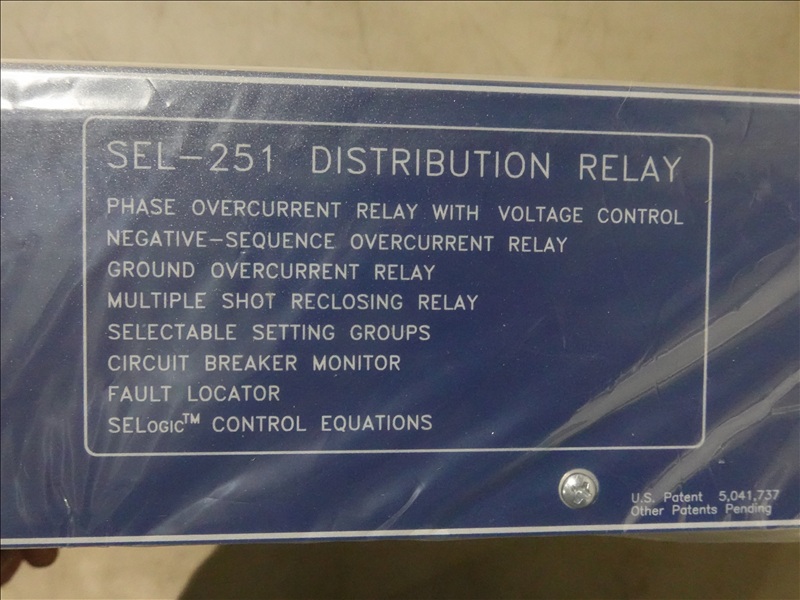 SEL-251 DISTRIBUTION RELAY
PHASE OVERCURRENT RELAY WITH VOLTAGE CONTROL
NEGATIVE-SEQUENCE OVERCURRENT RELAY
GROUND OVERCURRENT RELAY
MULTIPLE SHOT RECLOSING RELAY
SELECTABLE SETTING GROUPS
CIRCUIT BREAKER MONITOR
FAULT LOCATOR
SELOGIC™ CONTROL EQUATIONS
U.S. Patent 5,041,737
Other Patents Pending